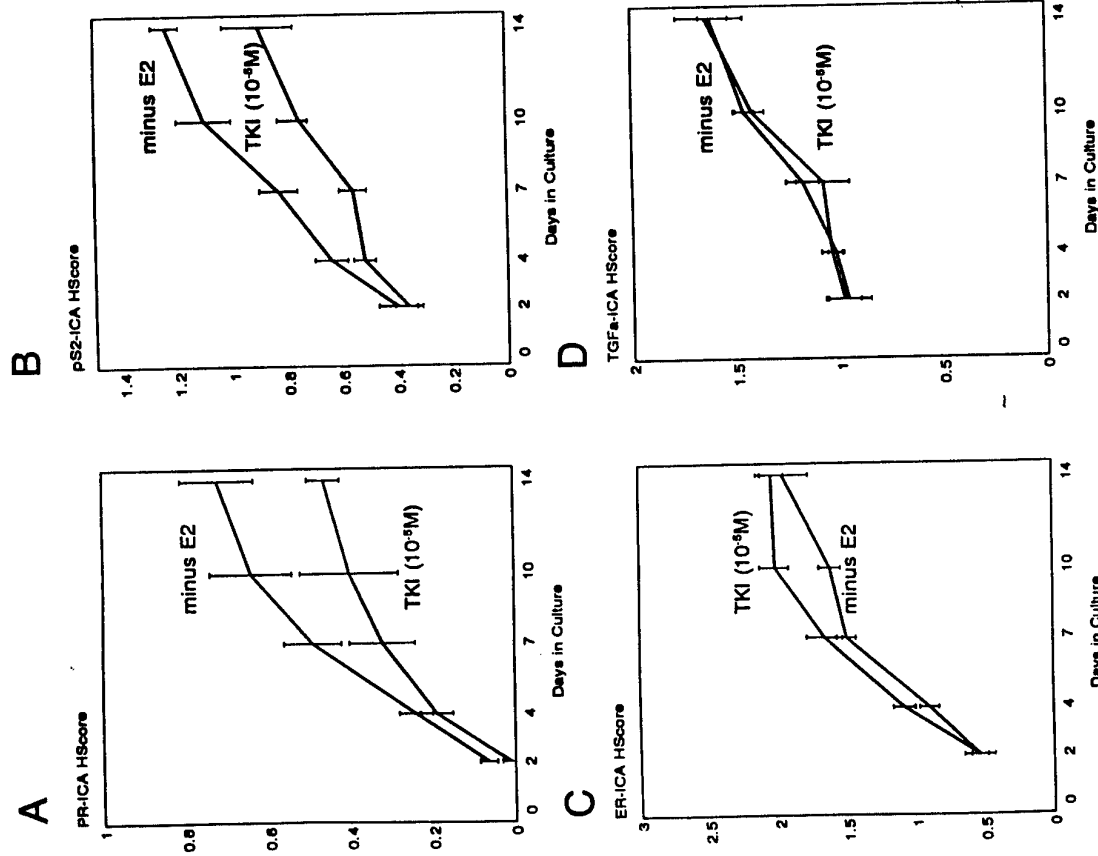 A
PR-ICA HScore
1
0.8
0.6
0.4
0.2
0
0 2 4 7 10 14
Days in Culture
minus E2
TKI (10⁻⁵M)
B
pS2-ICA HScore
1.4
1.2
1
0.8
0.6
0.4
0.2
0
0 2 4 7 10 14
Days in Culture
minus E2
TKI (10⁻⁵M)
C
ER-ICA HScore
3
2.5
2
1.5
1
0.5
0
0 2 4 7 10 14
Days in Culture
TKI (10⁻⁵M)
minus E2
D
TGFa-ICA HScore
2
1.5
1
0.5
0
0 2 4 7 10 14
Days in Culture
minus E2
TKI (10⁻⁵M)